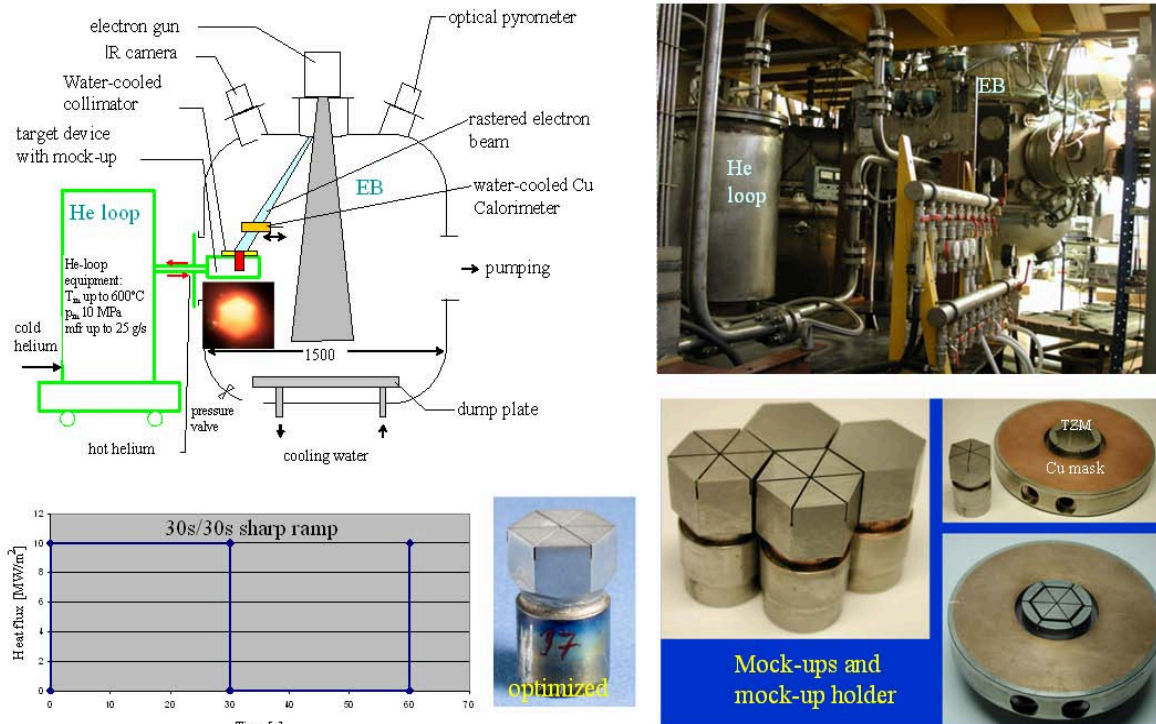 electron gun
IR camera
Water-cooled
collimator
target device
with mock-up
optical pyrometer
rastered electron
beam
water-cooled Cu
Calorimeter
EB
He loop
He-loop
equipment:
Tm up to 600°C
pm 10 MPa
mfr up to 25 g/s
cold
helium
pumping
1500
pressure
valve
hot helium
dump plate
cooling water
EB
He
loop
30s/30s sharp ramp
Heat flux [MW/m²]
12
10
8
6
4
2
0
0 10 20 30 40 50 60 70
optimized
TZM
Cu mask
Mock-ups and
mock-up holder